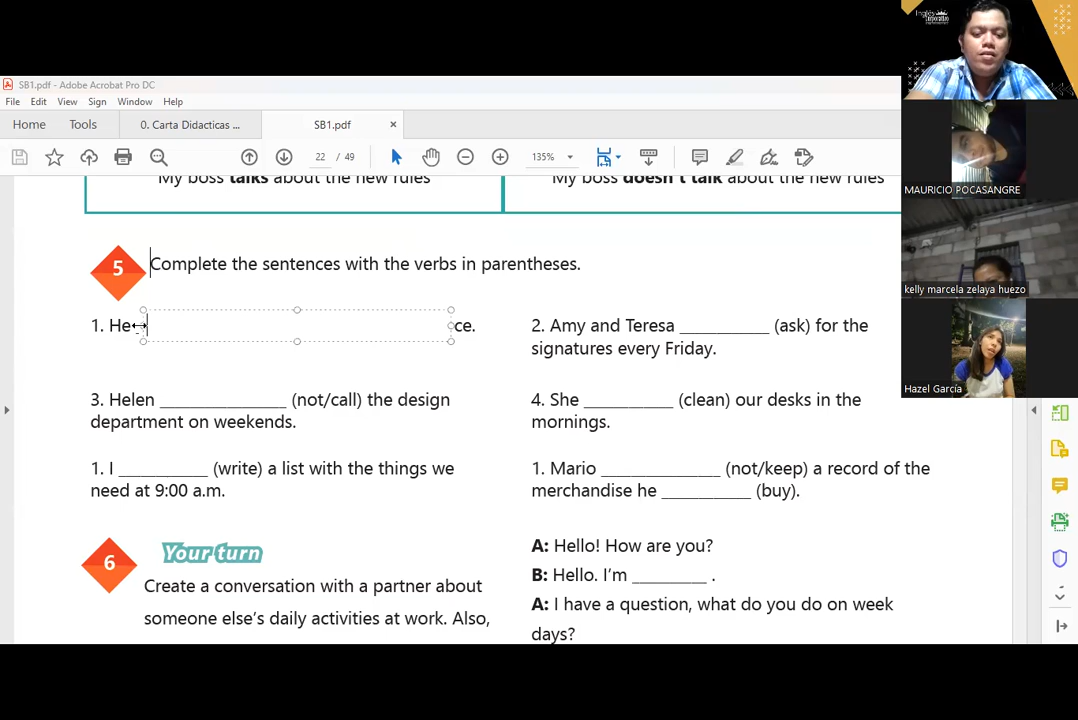 SB1.pdf - Adobe Acrobat Pro DC
File Edit View Sign Window Help
Home Tools 0. Carta Didacticas ... SB1.pdf ×
22 / 49 135%
My boss talks about the new rules
My boss doesn't talk about the new rules
5 Complete the sentences with the verbs in parentheses.
1. He ce.
2. Amy and Teresa __________ (ask) for the
signatures every Friday.
3. Helen ______________ (not/call) the design
department on weekends.
4. She __________ (clean) our desks in the
mornings.
1. I __________ (write) a list with the things we
need at 9:00 a.m.
1. Mario _____________ (not/keep) a record of the
merchandise he __________ (buy).
6 Your turn
Create a conversation with a partner about
someone else's daily activities at work. Also,
A: Hello! How are you?
B: Hello. I'm ________ .
A: I have a question, what do you do on week
days?
Inglés
Corporativo
MAURICIO POCASANGRE
kelly marcela zelaya huezo
Hazel García